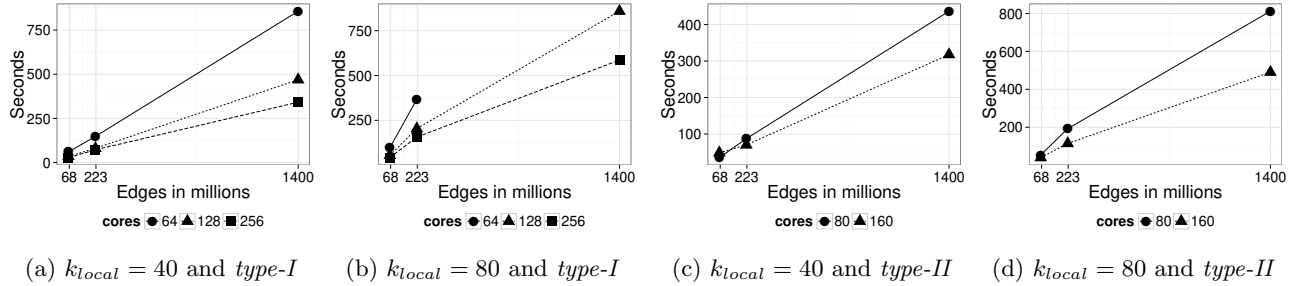 Seconds
750
500
250
0
68 223 1400
Edges in millions
cores 64 128 256
(a) k_local = 40 and type-I
Seconds
750
500
250
68 223 1400
Edges in millions
cores 64 128 256
(b) k_local = 80 and type-I
Seconds
400
300
200
100
68 223 1400
Edges in millions
cores 80 160
(c) k_local = 40 and type-II
Seconds
800
600
400
200
68 223 1400
Edges in millions
cores 80 160
(d) k_local = 80 and type-II